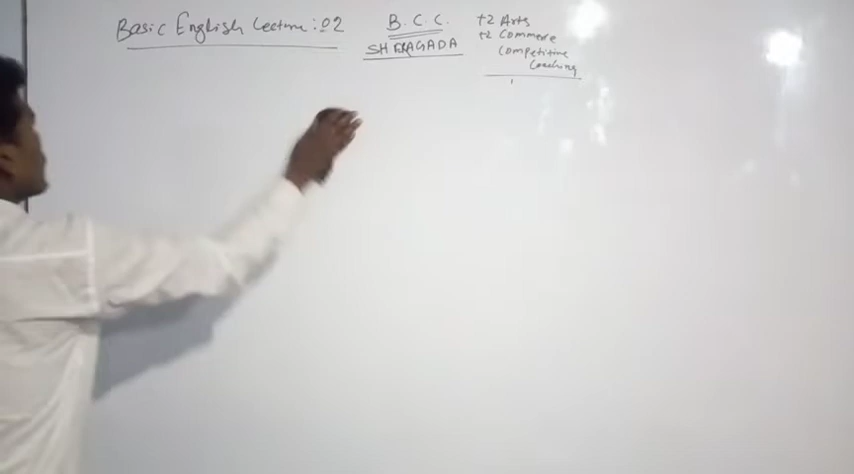 Basic English Lecture: 02
B. C. C.
SHERAGADA
+2 Arts
+2 Commerce
Competitive
Coaching